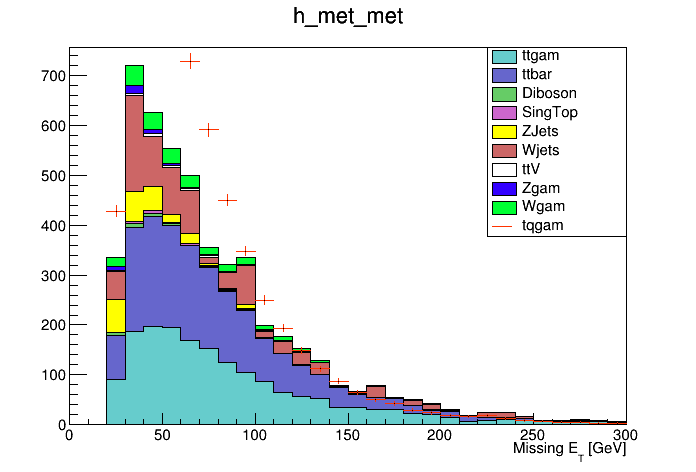 h_met_met
700
600
500
400
300
200
100
0
ttgam
ttbar
Diboson
SingTop
ZJets
Wjets
ttV
Zgam
Wgam
tqgam
0 50 100 150 200 250 300
Missing E_T [GeV]